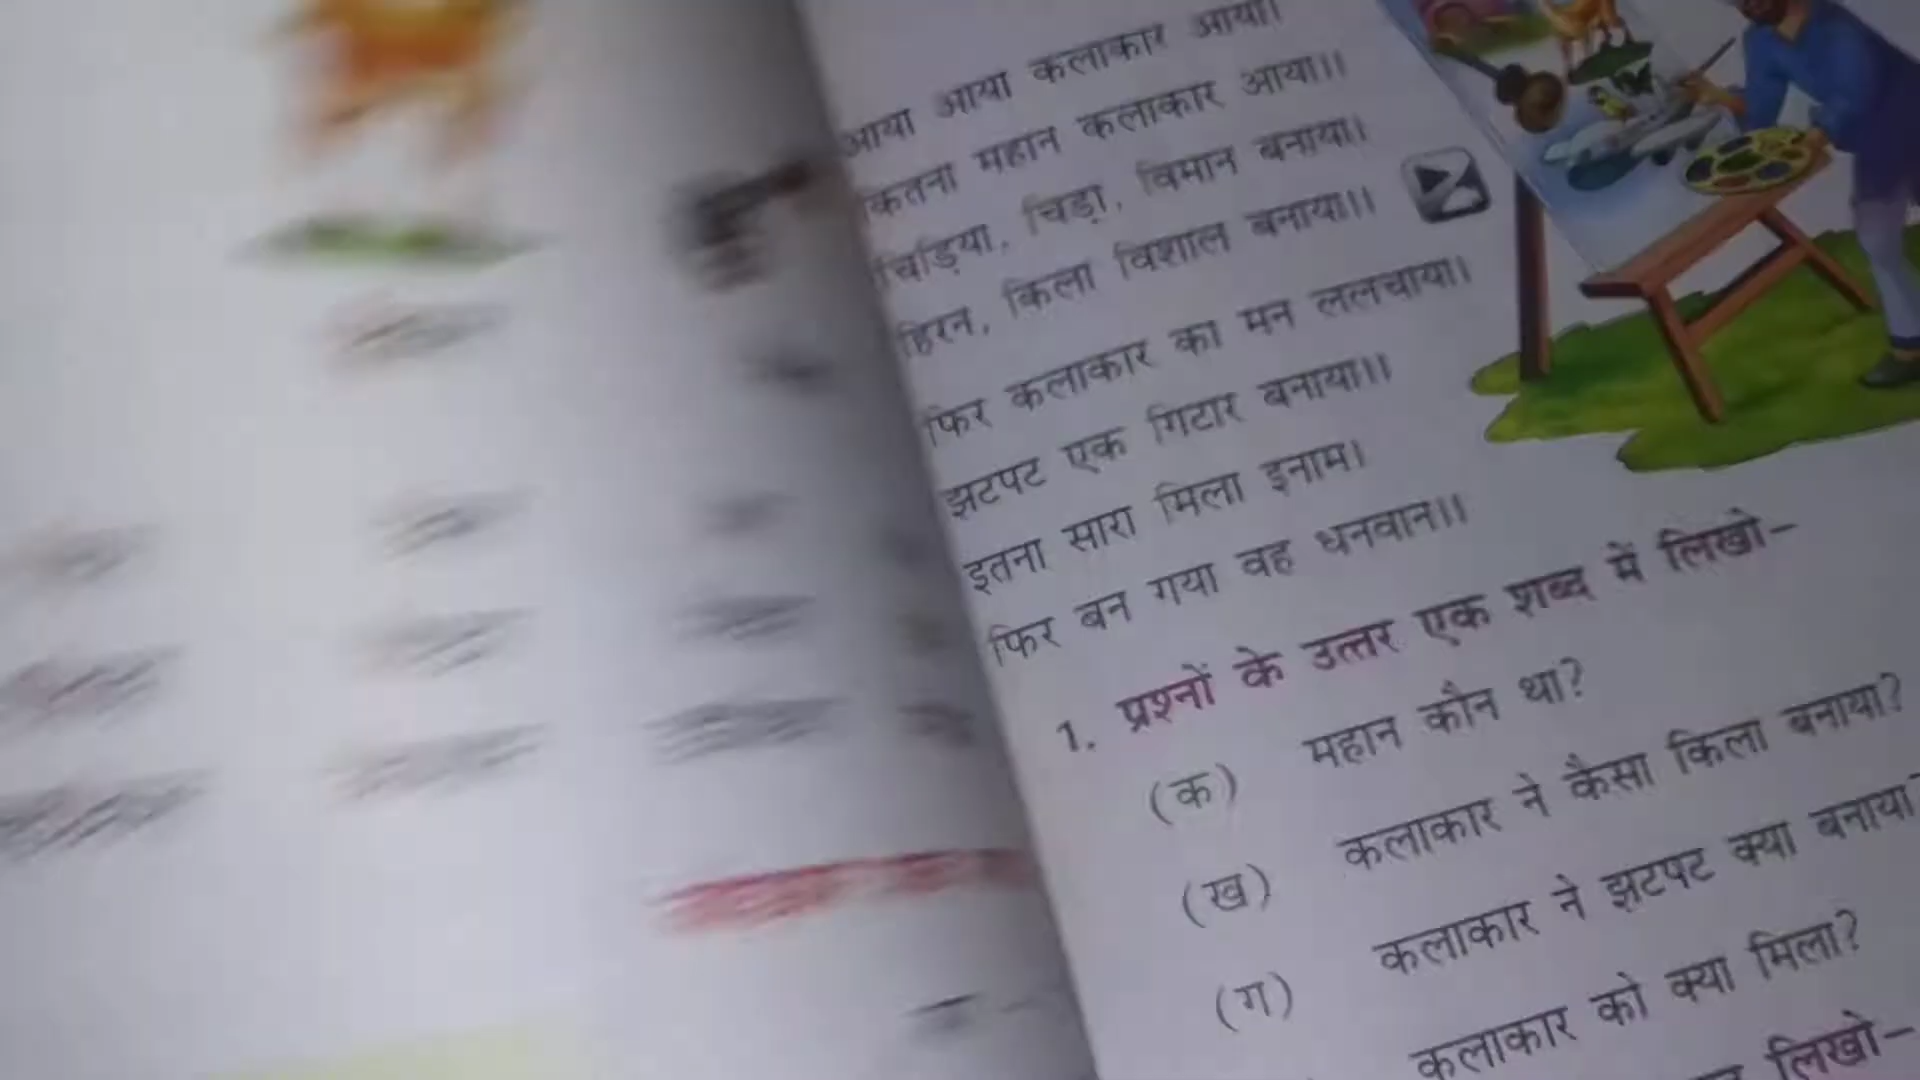 आया आया कलाकार आया।
कितना महान कलाकार आया।।
चिड़िया, चिड़ा, विमान बनाया।
हिरन, किला विशाल बनाया।।
फिर कलाकार का मन ललचाया।
झटपट एक गिटार बनाया।।
इतना सारा मिला इनाम।
फिर बन गया वह धनवान।।
1. प्रश्नों के उत्तर एक शब्द में लिखो-
(क) महान कौन था?
(ख) कलाकार ने कैसा किला बनाया?
(ग) कलाकार ने झटपट क्या बनाया?
कलाकार को क्या मिला?
लिखो-